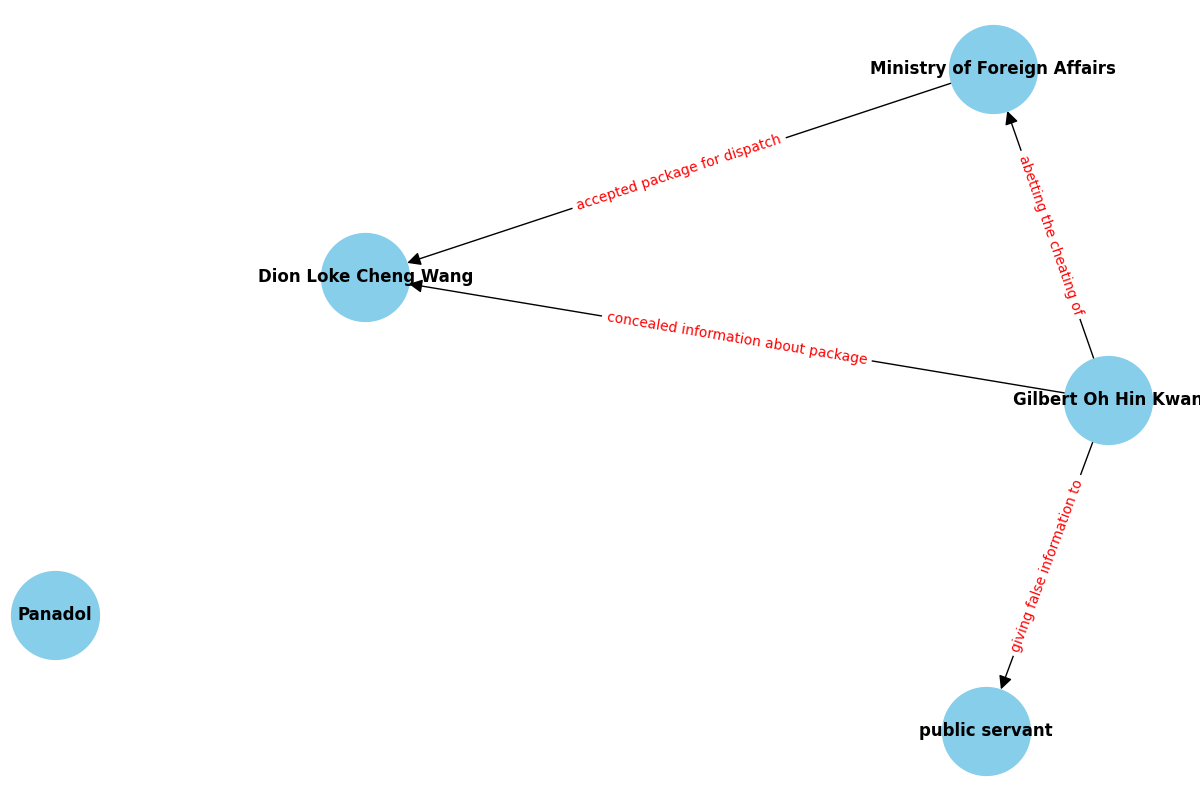 Ministry of Foreign Affairs
accepted package for dispatch
abetting the cheating of
Dion Loke Cheng Wang
concealed information about package
Gilbert Oh Hin Kwan
giving false information to
Panadol
public servant